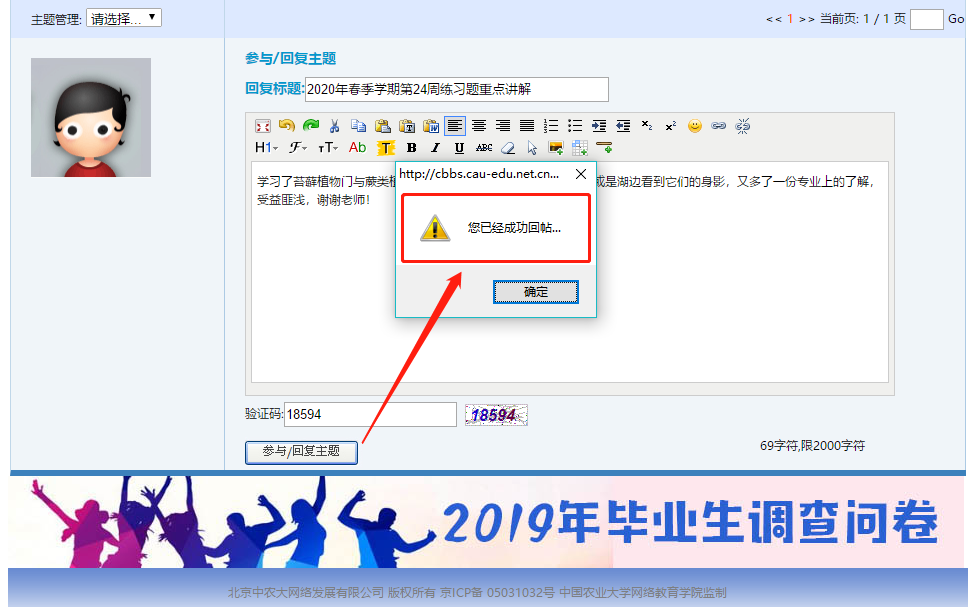 主题管理: 请选择... ▼
<< 1 >> 当前页: 1 / 1 页 Go
参与/回复主题
回复标题: 2020年春季学期第24周练习题重点讲解
H1 ℱ тT Ab T B I U ABC
学习了苔藓植物门与蕨类植
或是湖边看到它们的身影，又多了一份专业上的了解，
受益匪浅，谢谢老师！
http://cbbs.cau-edu.net.cn...
您已经成功回帖...
确定
验证码: 18594 18594
参与/回复主题
69字符,限2000字符
2019年毕业生调查问卷
北京中农大网络发展有限公司 版权所有 京ICP备 05031032号 中国农业大学网络教育学院监制